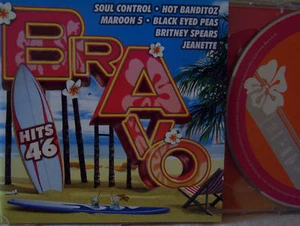 SOUL CONTROL • HOT BANDITOZ
MAROON 5 • BLACK EYED PEAS
BRITNEY SPEARS
JEANETTE
BRAVO
HITS
46